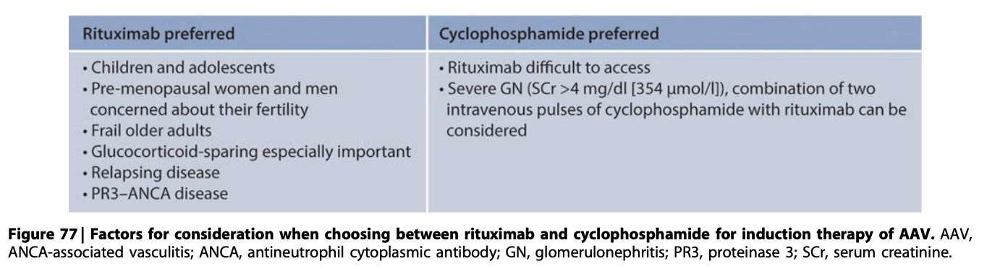 Rituximab preferred
• Children and adolescents
• Pre-menopausal women and men
concerned about their fertility
• Frail older adults
• Glucocorticoid-sparing especially important
• Relapsing disease
• PR3–ANCA disease
Cyclophosphamide preferred
• Rituximab difficult to access
• Severe GN (SCr >4 mg/dl [354 μmol/l]), combination of two
intravenous pulses of cyclophosphamide with rituximab can be
considered
Figure 77 | Factors for consideration when choosing between rituximab and cyclophosphamide for induction therapy of AAV. AAV,
ANCA-associated vasculitis; ANCA, antineutrophil cytoplasmic antibody; GN, glomerulonephritis; PR3, proteinase 3; SCr, serum creatinine.